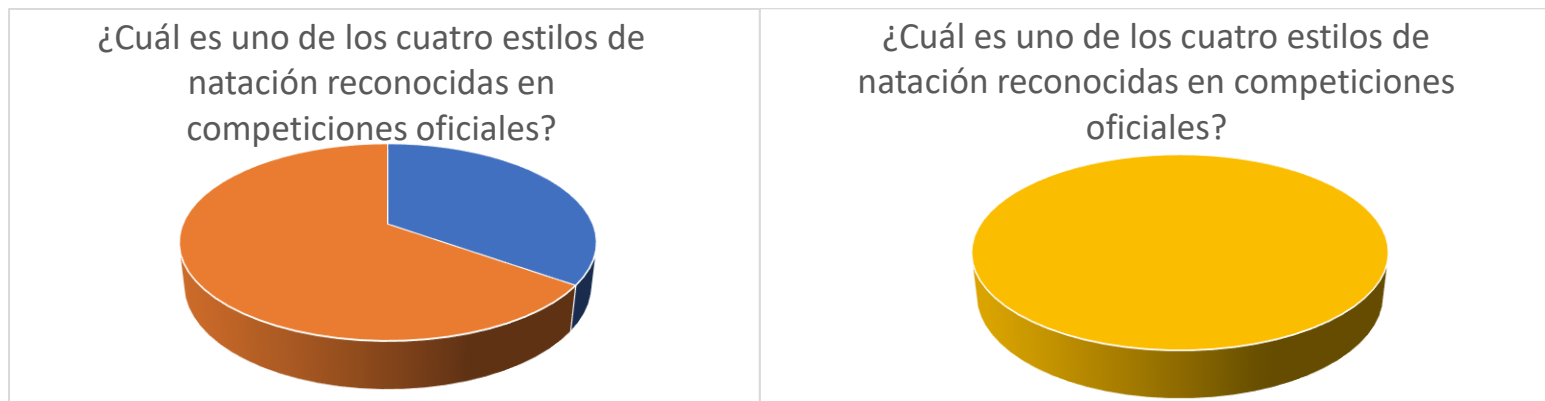 ¿Cuál es uno de los cuatro estilos de
natación reconocidas en
competiciones oficiales?
¿Cuál es uno de los cuatro estilos de
natación reconocidas en competiciones
oficiales?